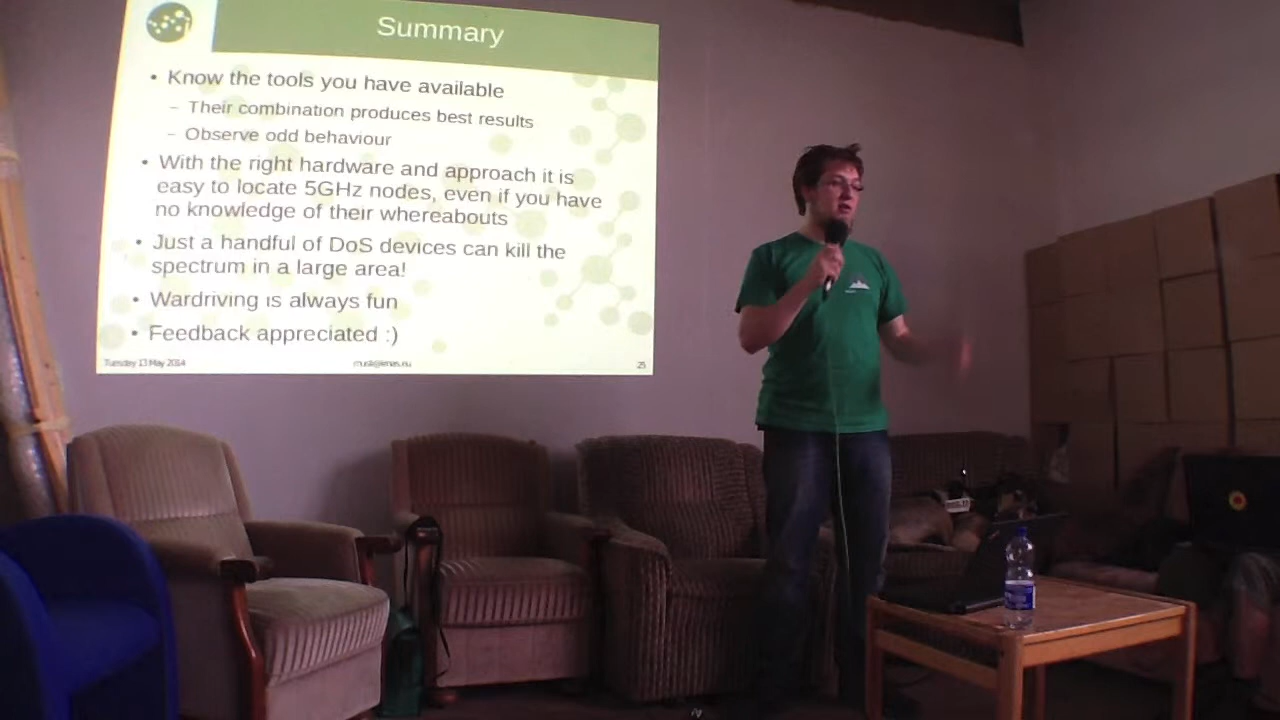 Summary
• Know the tools you have available
– Their combination produces best results
– Observe odd behaviour
• With the right hardware and approach it is
easy to locate 5GHz nodes, even if you have
no knowledge of their whereabouts
• Just a handful of DoS devices can kill the
spectrum in a large area!
• Wardriving is always fun
• Feedback appreciated :)
Tuesday 13 May 2014
25